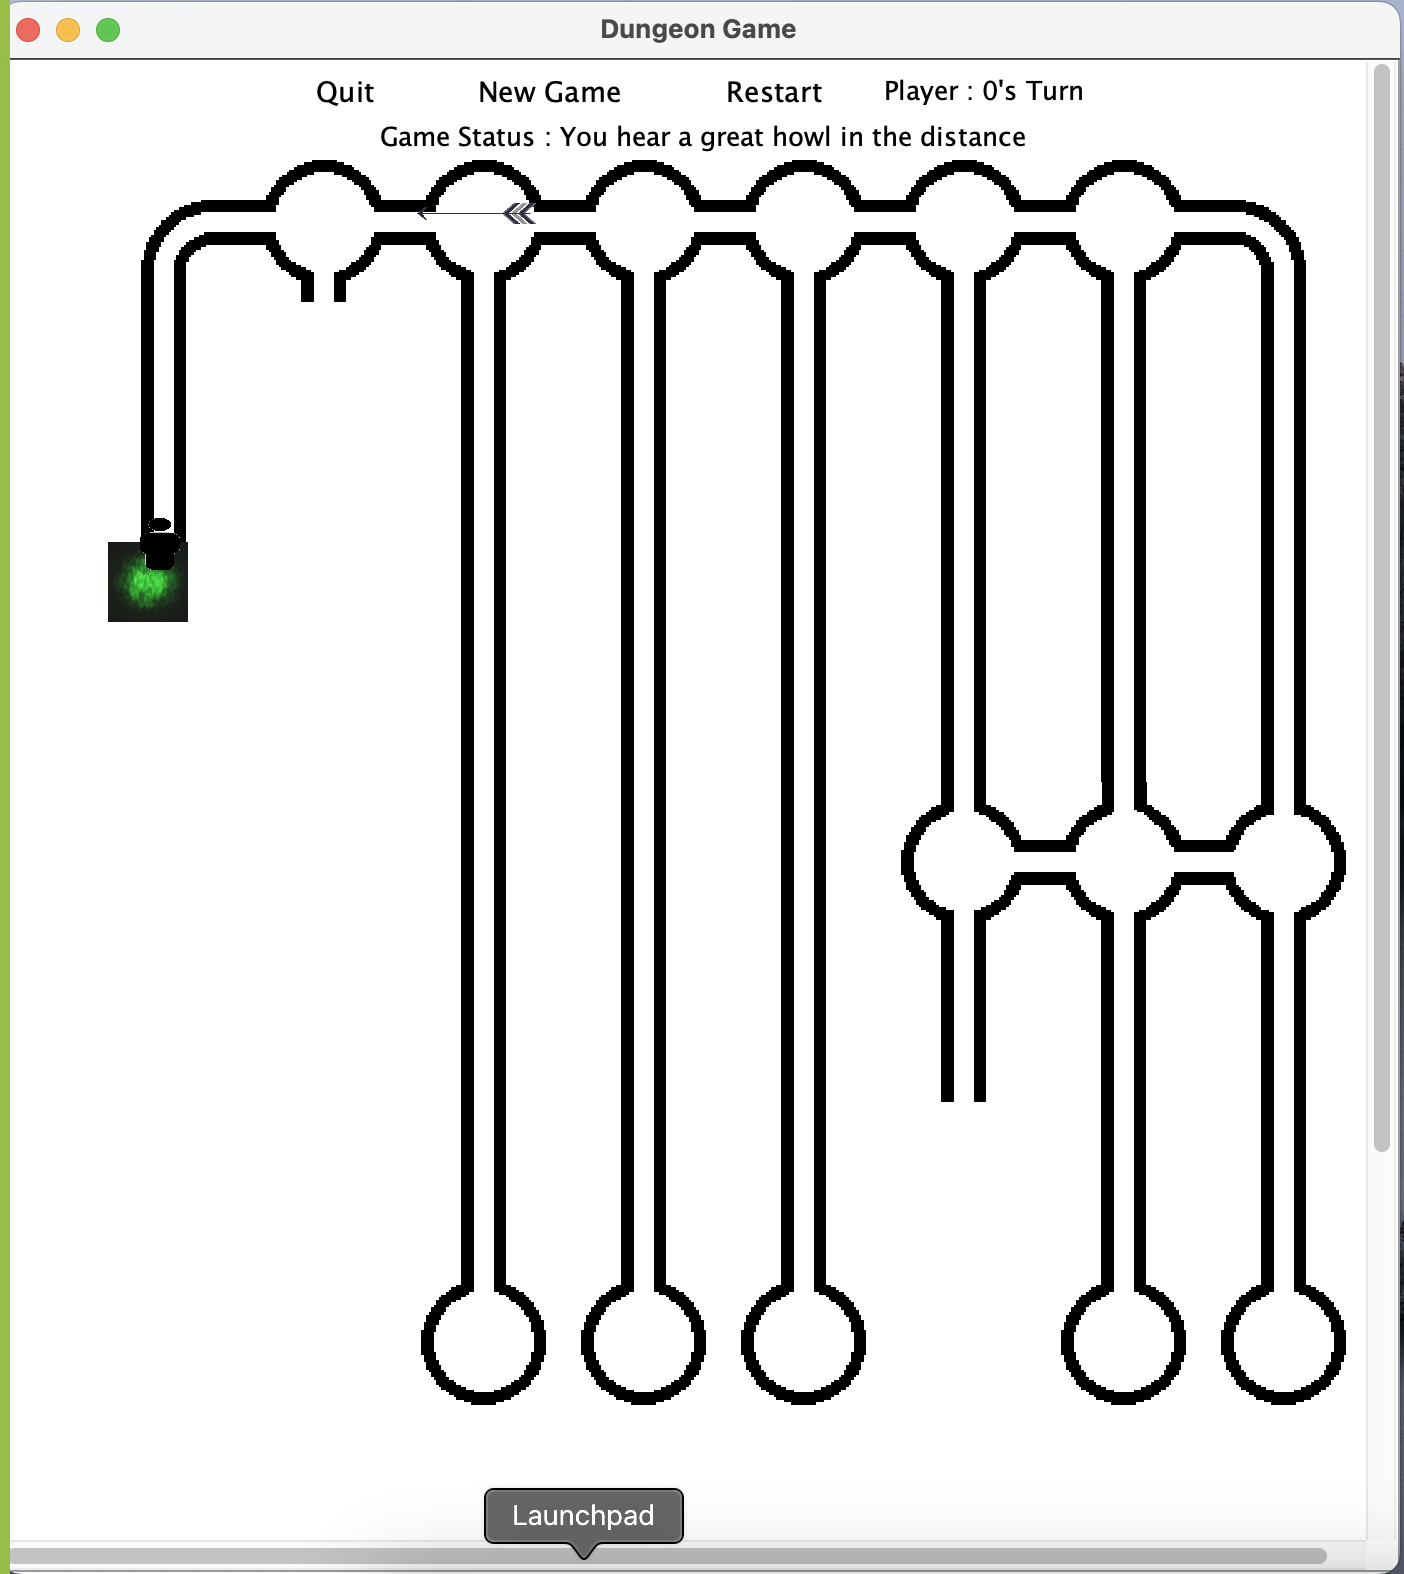 Dungeon Game
Quit New Game Restart Player : 0's Turn
Game Status : You hear a great howl in the distance
Launchpad